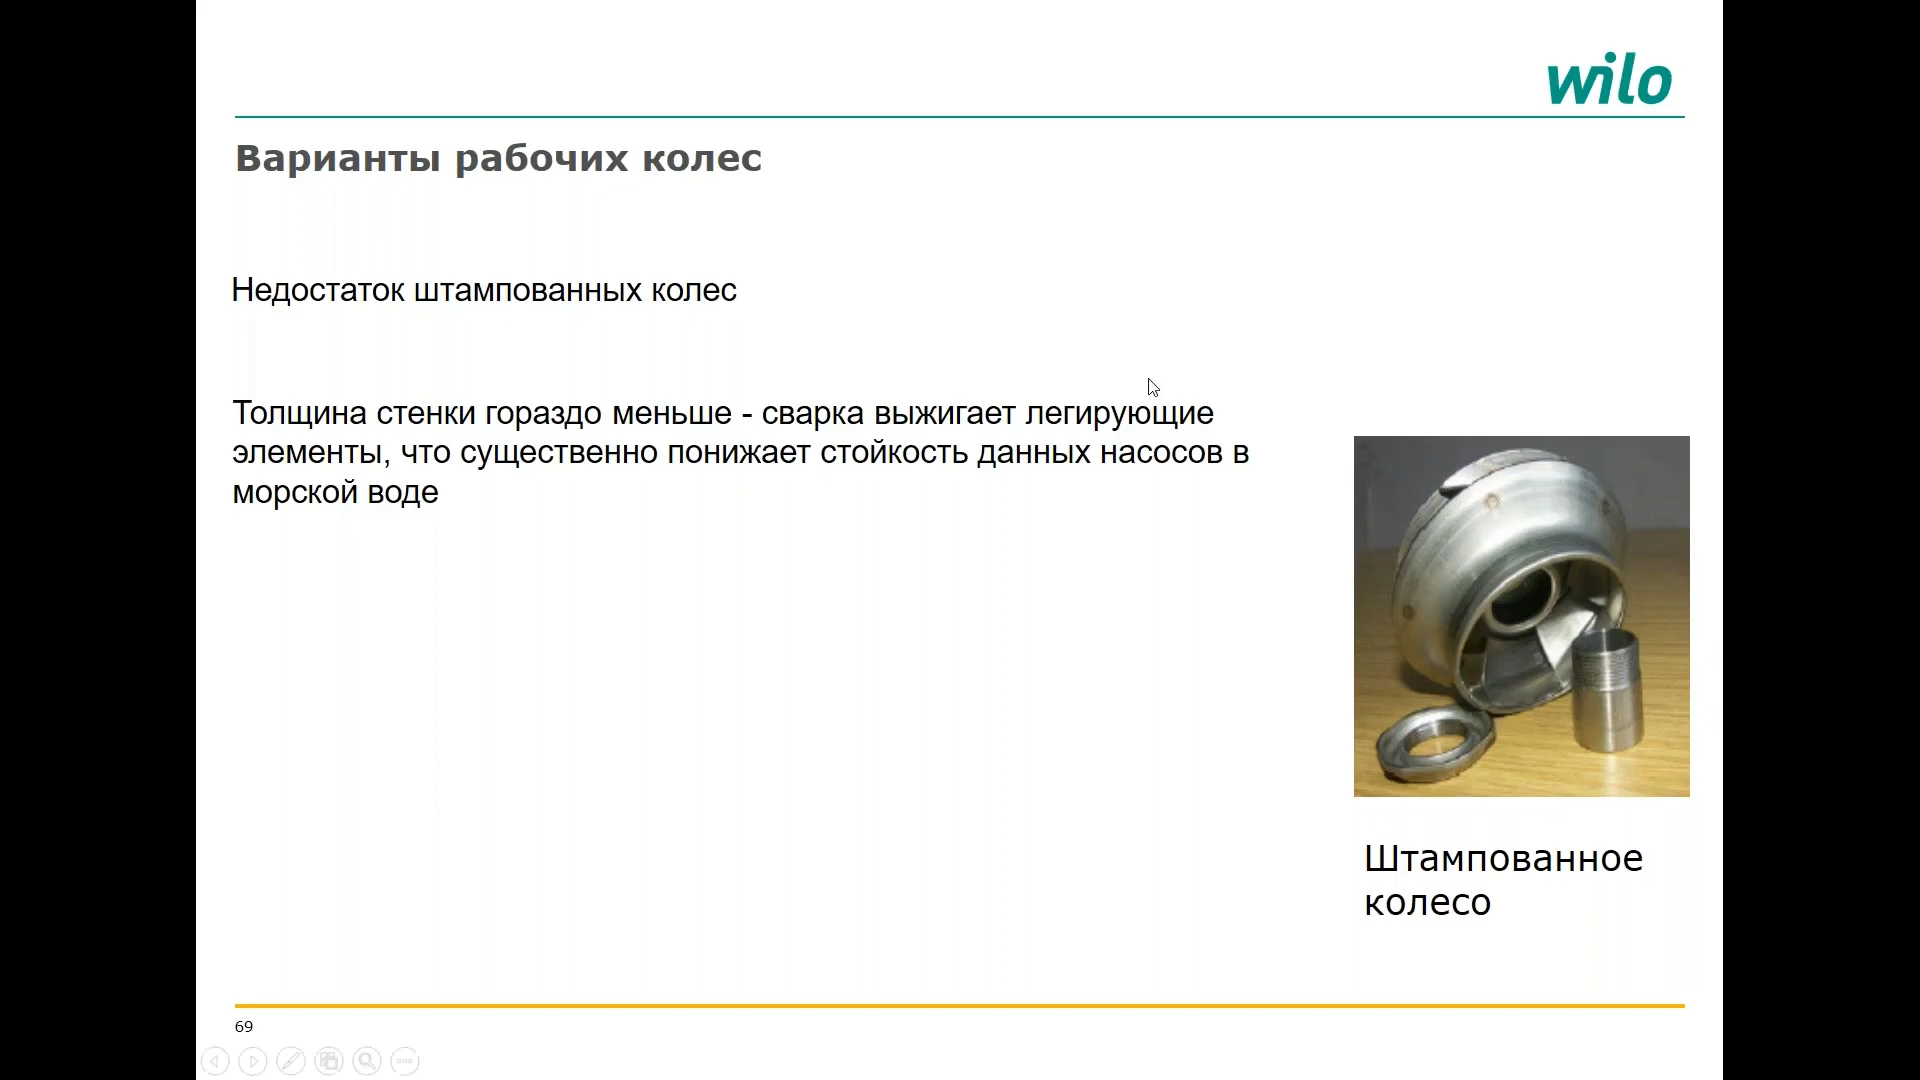 wilo
Варианты рабочих колес
Недостаток штампованных колес
Толщина стенки гораздо меньше - сварка выжигает легирующие
элементы, что существенно понижает стойкость данных насосов в
морской воде
Штампованное
колесо
69